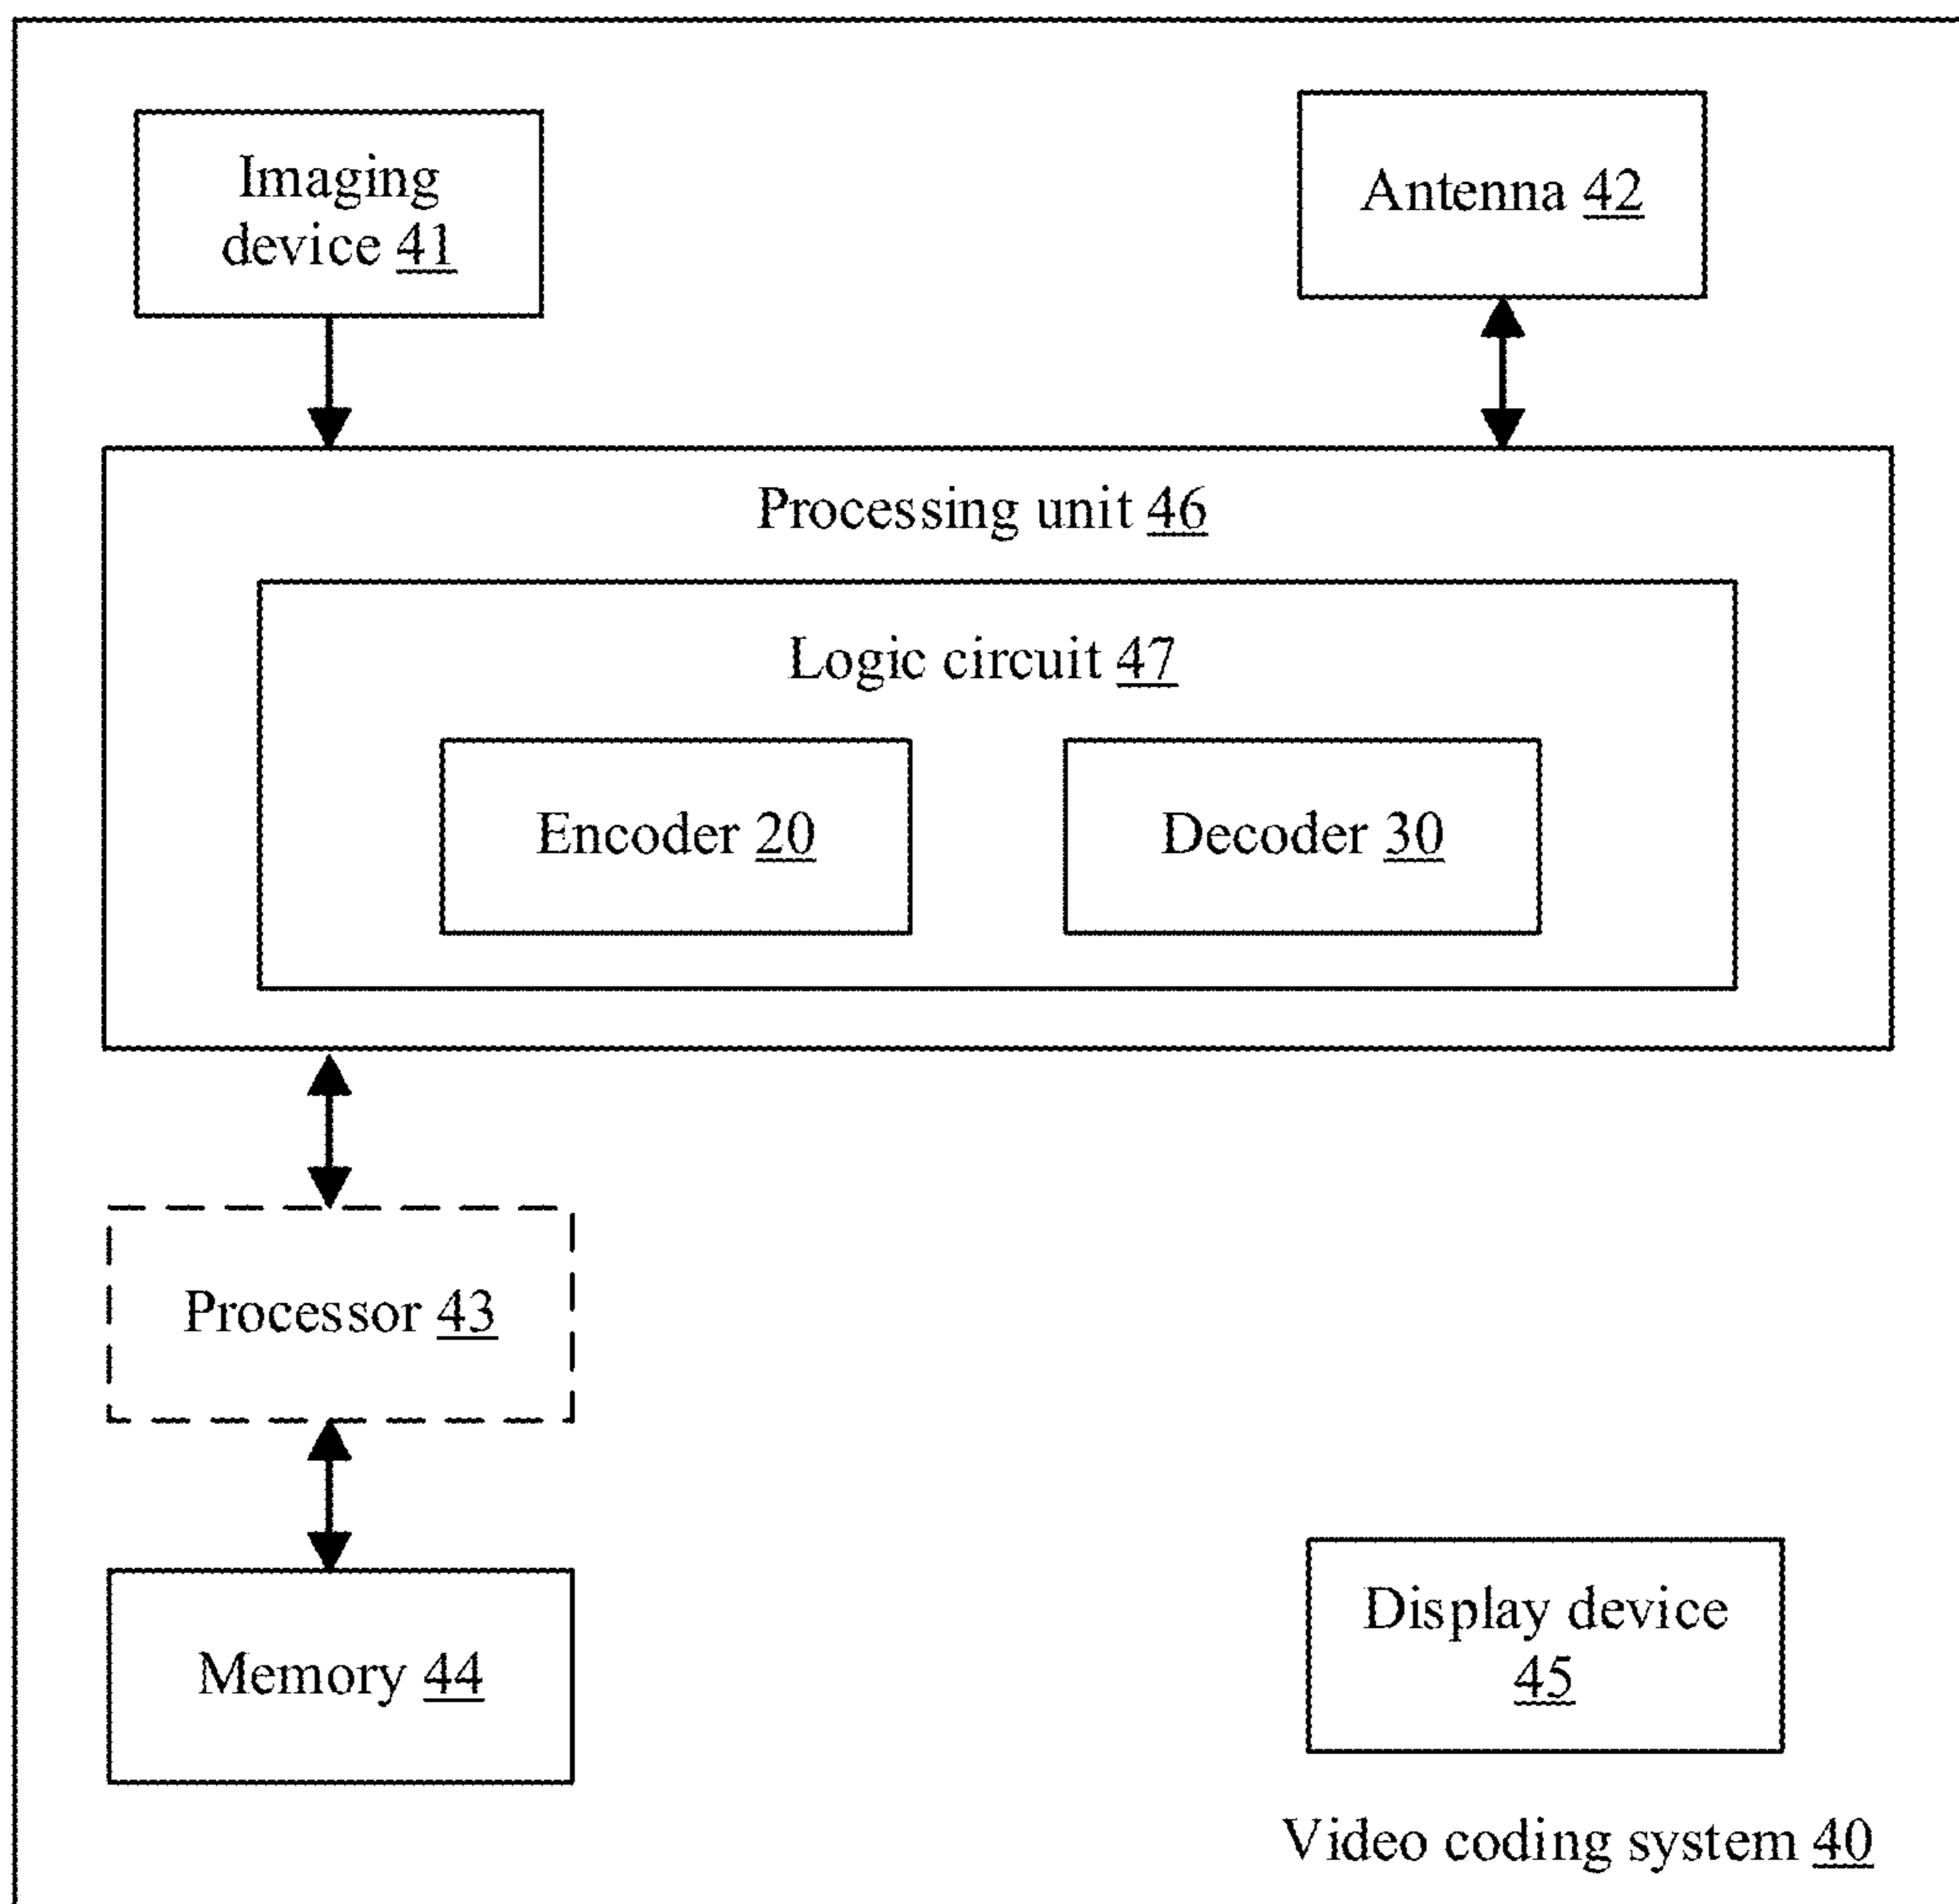 Imaging
device 41
Antenna 42
Processing unit 46
Logic circuit 47
Encoder 20
Decoder 30
Processor 43
Memory 44
Display device
45
Video coding system 40